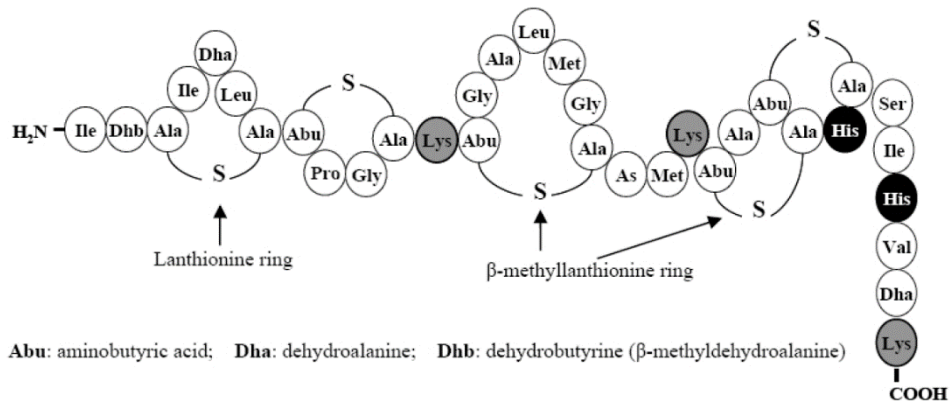 H₂N Ile Dhb Ala Ile Dha Leu Ala Abu Pro Gly Ala Lys Abu Gly Ala Leu Met Gly Ala As Met Lys Abu Ala Abu Ala His Ala Ser Ile His Val Dha Lys COOH
S S S S S
Lanthionine ring
β-methyllanthionine ring
Abu: aminobutyric acid; Dha: dehydroalanine; Dhb: dehydrobutyrine (β-methyldehydroalanine)